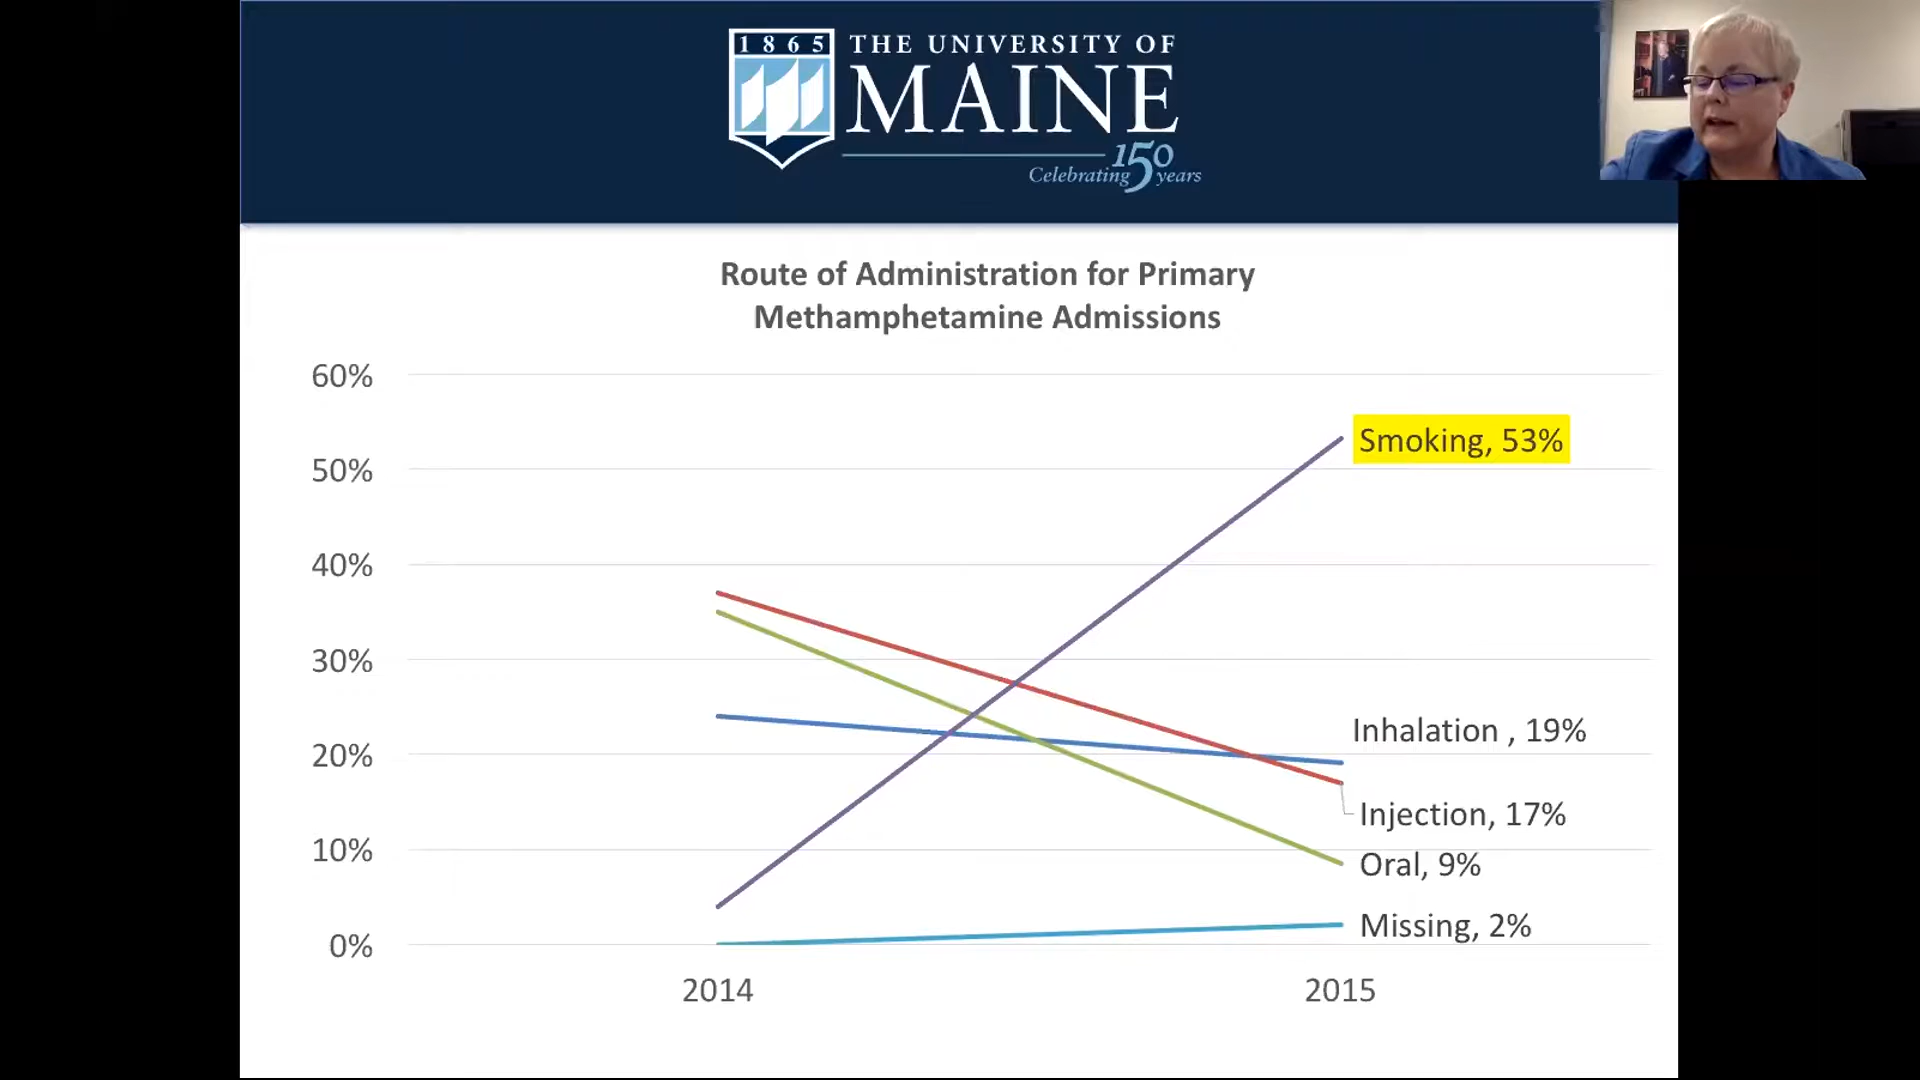 1865
THE UNIVERSITY OF
MAINE
Celebrating 150 years
Route of Administration for Primary
Methamphetamine Admissions
60%
50%
40%
30%
20%
10%
0%
Smoking, 53%
Inhalation , 19%
Injection, 17%
Oral, 9%
Missing, 2%
2014
2015